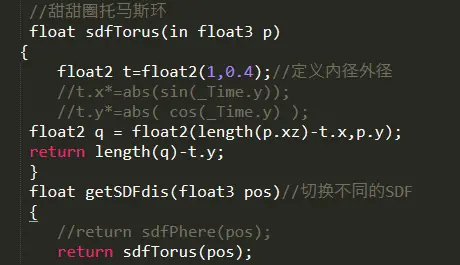 //甜甜圈托马斯环
float sdfTorus(in float3 p)
{
float2 t=float2(1,0.4);//定义内径外径
//t.x*=abs(sin(_Time.y));
//t.y*=abs( cos(_Time.y) );
float2 q = float2(length(p.xz)-t.x,p.y);
return length(q)-t.y;
}
float getSDFdis(float3 pos)//切换不同的SDF
{
//return sdfPhere(pos);
return sdfTorus(pos);